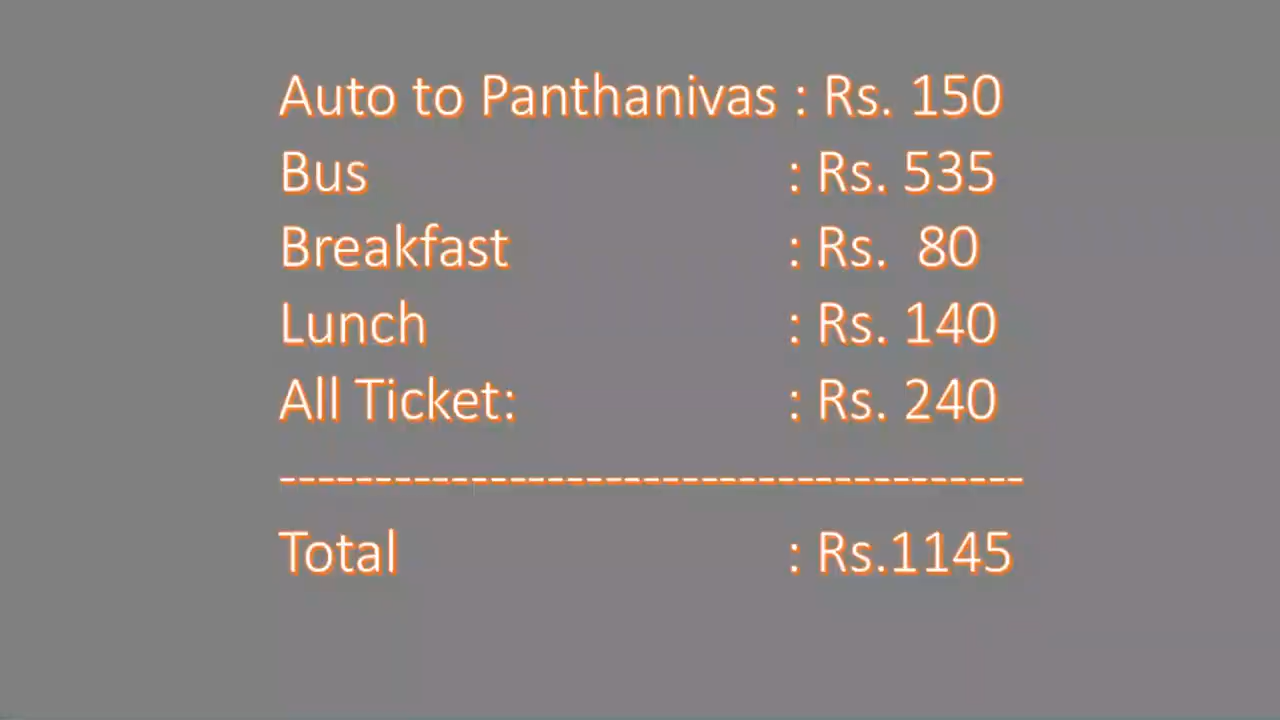 Auto to Panthanivas : Rs. 150
Bus : Rs. 535
Breakfast : Rs. 80
Lunch : Rs. 140
All Ticket: : Rs. 240
---------------------------------------
Total : Rs.1145